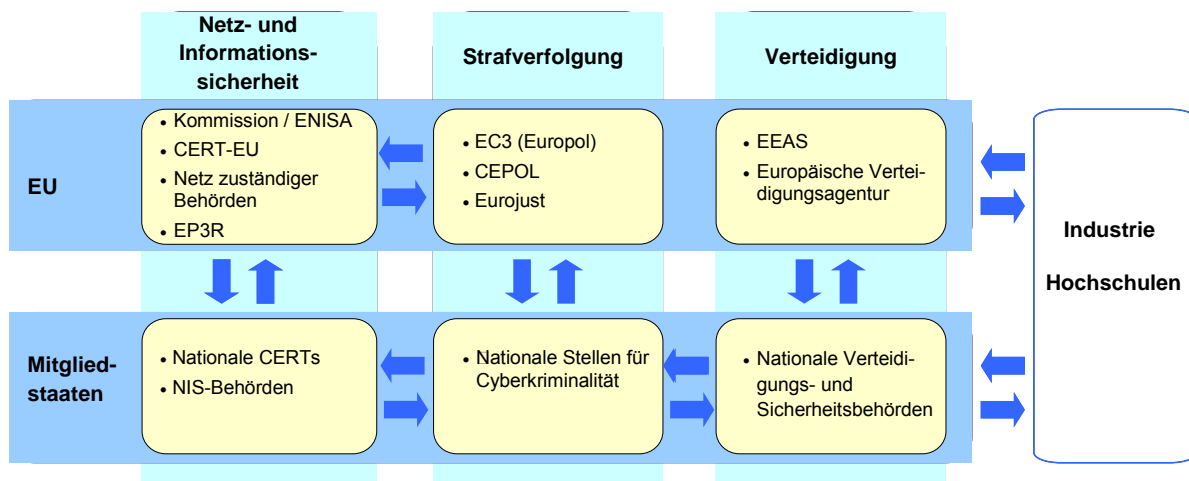 Netz- und
Informations-
sicherheit
Strafverfolgung
Verteidigung
EU
• Kommission / ENISA
• CERT-EU
• Netz zuständiger
Behörden
• EP3R
• EC3 (Europol)
• CEPOL
• Eurojust
• EEAS
• Europäische Vertei-
digungsagentur
Industrie
Hochschulen
Mitglied-
staaten
• Nationale CERTs
• NIS-Behörden
• Nationale Stellen für
Cyberkriminalität
• Nationale Verteidi-
gungs- und
Sicherheitsbehörden